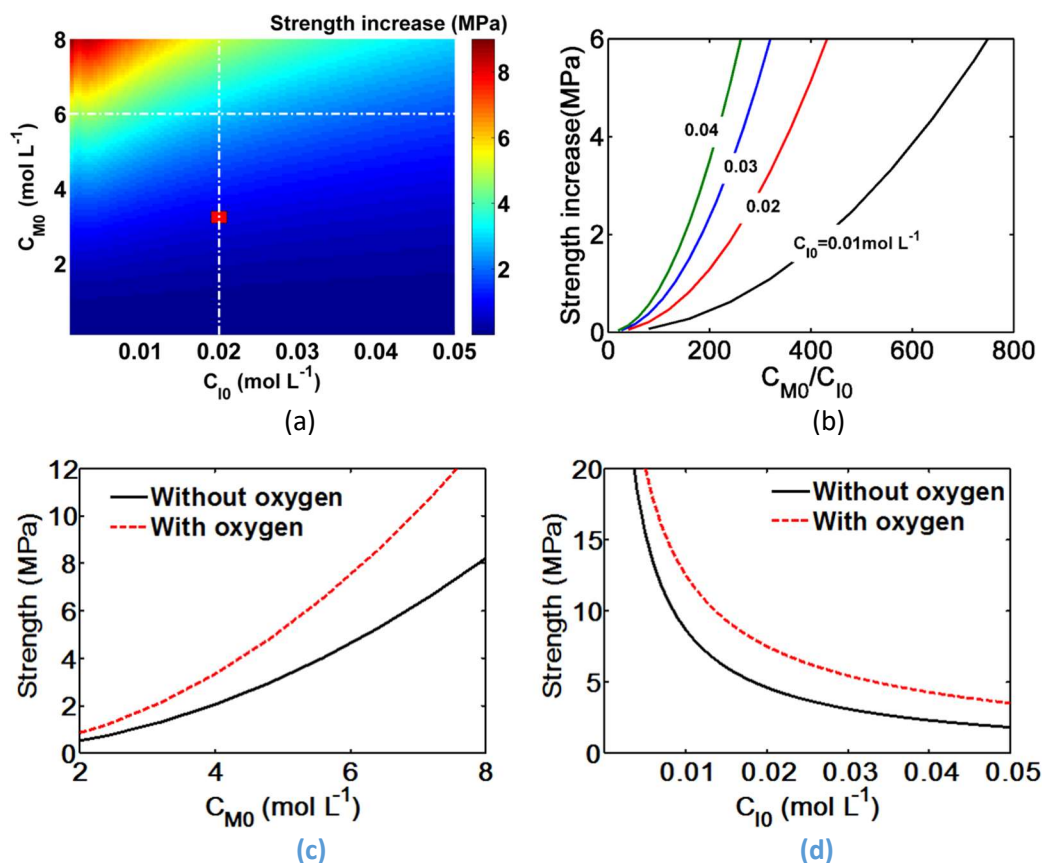 Strength increase (MPa)
C_M0 (mol L^-1)
8
6
4
2
0.01 0.02 0.03 0.04 0.05
C_I0 (mol L^-1)
8
6
4
2
(a)
Strength increase(MPa)
6
4
2
0
0.04
0.03
0.02
C_I0=0.01mol L^-1
200 400 600 800
C_M0/C_I0
(b)
Strength (MPa)
12
10
8
6
4
2
0
Without oxygen
With oxygen
2 4 6 8
C_M0 (mol L^-1)
(c)
Strength (MPa)
20
15
10
5
0
Without oxygen
With oxygen
0.01 0.02 0.03 0.04 0.05
C_I0 (mol L^-1)
(d)